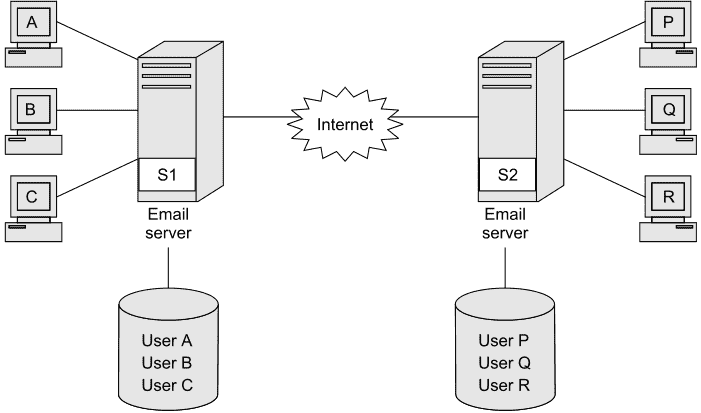 A
P
B
Internet
Q
C
S1
S2
R
Email
server
Email
server
User A
User B
User C
User P
User Q
User R